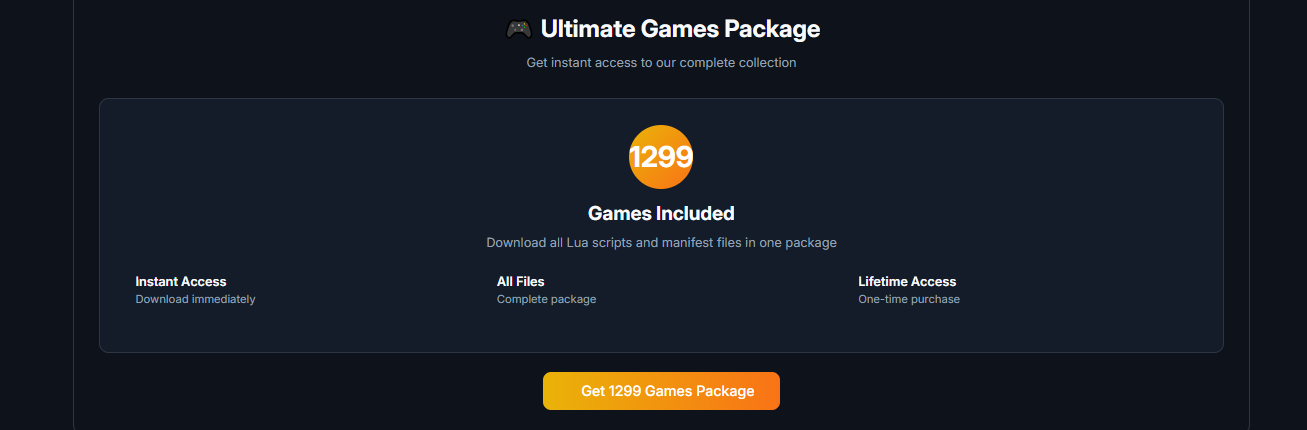 Ultimate Games Package
Get instant access to our complete collection
1299
Games Included
Download all Lua scripts and manifest files in one package
Instant Access
Download immediately
All Files
Complete package
Lifetime Access
One-time purchase
Get 1299 Games Package